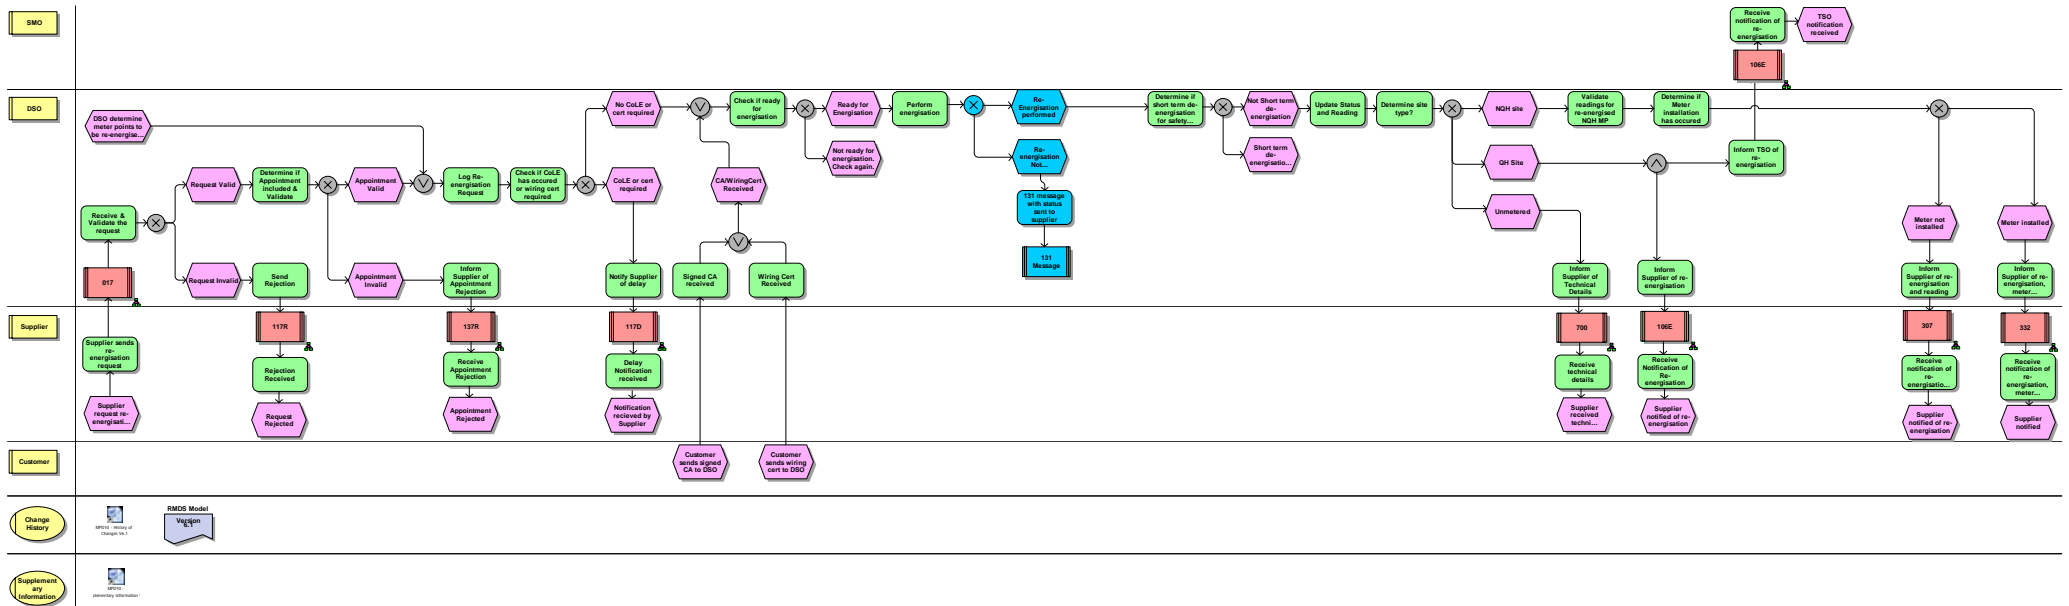 SMO
Receive
notification of
re-
energisation
TSO
notification
received
106E
DSO
DSO determine
meter points to
be re-energise...
No CoLE or
cert required
Check if ready
for
energisation
Ready for
Energisation
Perform
energisation
Re-
Energisation
performed
Determine if
short term de-
energisation
for safety...
Not Short term
de-
energisation
Update Status
and Reading
Determine site
type?
NQH site
Validate
readings for
re-energised
NQH MP
Determine if
Meter
installation
has occured
Not ready for
energisation.
Check again.
Re-
energisation
Not...
Short term
de-
energisatio...
QH Site
Inform TSO of
re-
energisation
Request Valid
Determine if
Appointment
included &
Validate
Appointment
Valid
Log Re-
energisation
Request
Check if CoLE
has occured
or wiring cert
required
CoLE or cert
required
CA/WiringCert
Received
131 message
with status
sent to
supplier
Unmetered
Receive &
Validate the
request
Meter not
installed
Meter installed
131
Message
017
Request Invalid
Send
Rejection
Appointment
Invalid
Inform
Supplier of
Appointment
Rejection
Notify Supplier
of delay
Signed CA
received
Wiring Cert
Received
Inform
Supplier of
Technical
Details
Inform
Supplier of re-
energisation
Inform
Supplier of re-
energisation
and reading
Inform
Supplier of re-
energisation,
meter...
Supplier
117R
137R
117D
700
106E
307
332
Supplier sends
re-
energisation
request
Rejection
Received
Receive
Appointment
Rejection
Delay
Notification
received
Receive
technical
details
Receive
Notification of
Re-
energisation
Receive
notification of
re-
energisatio...
Receive
notification of
re-
energisation,
meter...
Supplier
request re-
energisati...
Request
Rejected
Appointment
Rejected
Notification
recieved by
Supplier
Supplier
received
techni...
Supplier
notified of re-
energisation
Supplier
notified of re-
energisation
Supplier
notified
Customer
Customer
sends signed
CA to DSO
Customer
sends wiring
cert to DSO
Change
History
MPD10 - History of
Changes V6.1
RMDS Model
Version
6.1
Supplement
ary
Information
MPD10 -